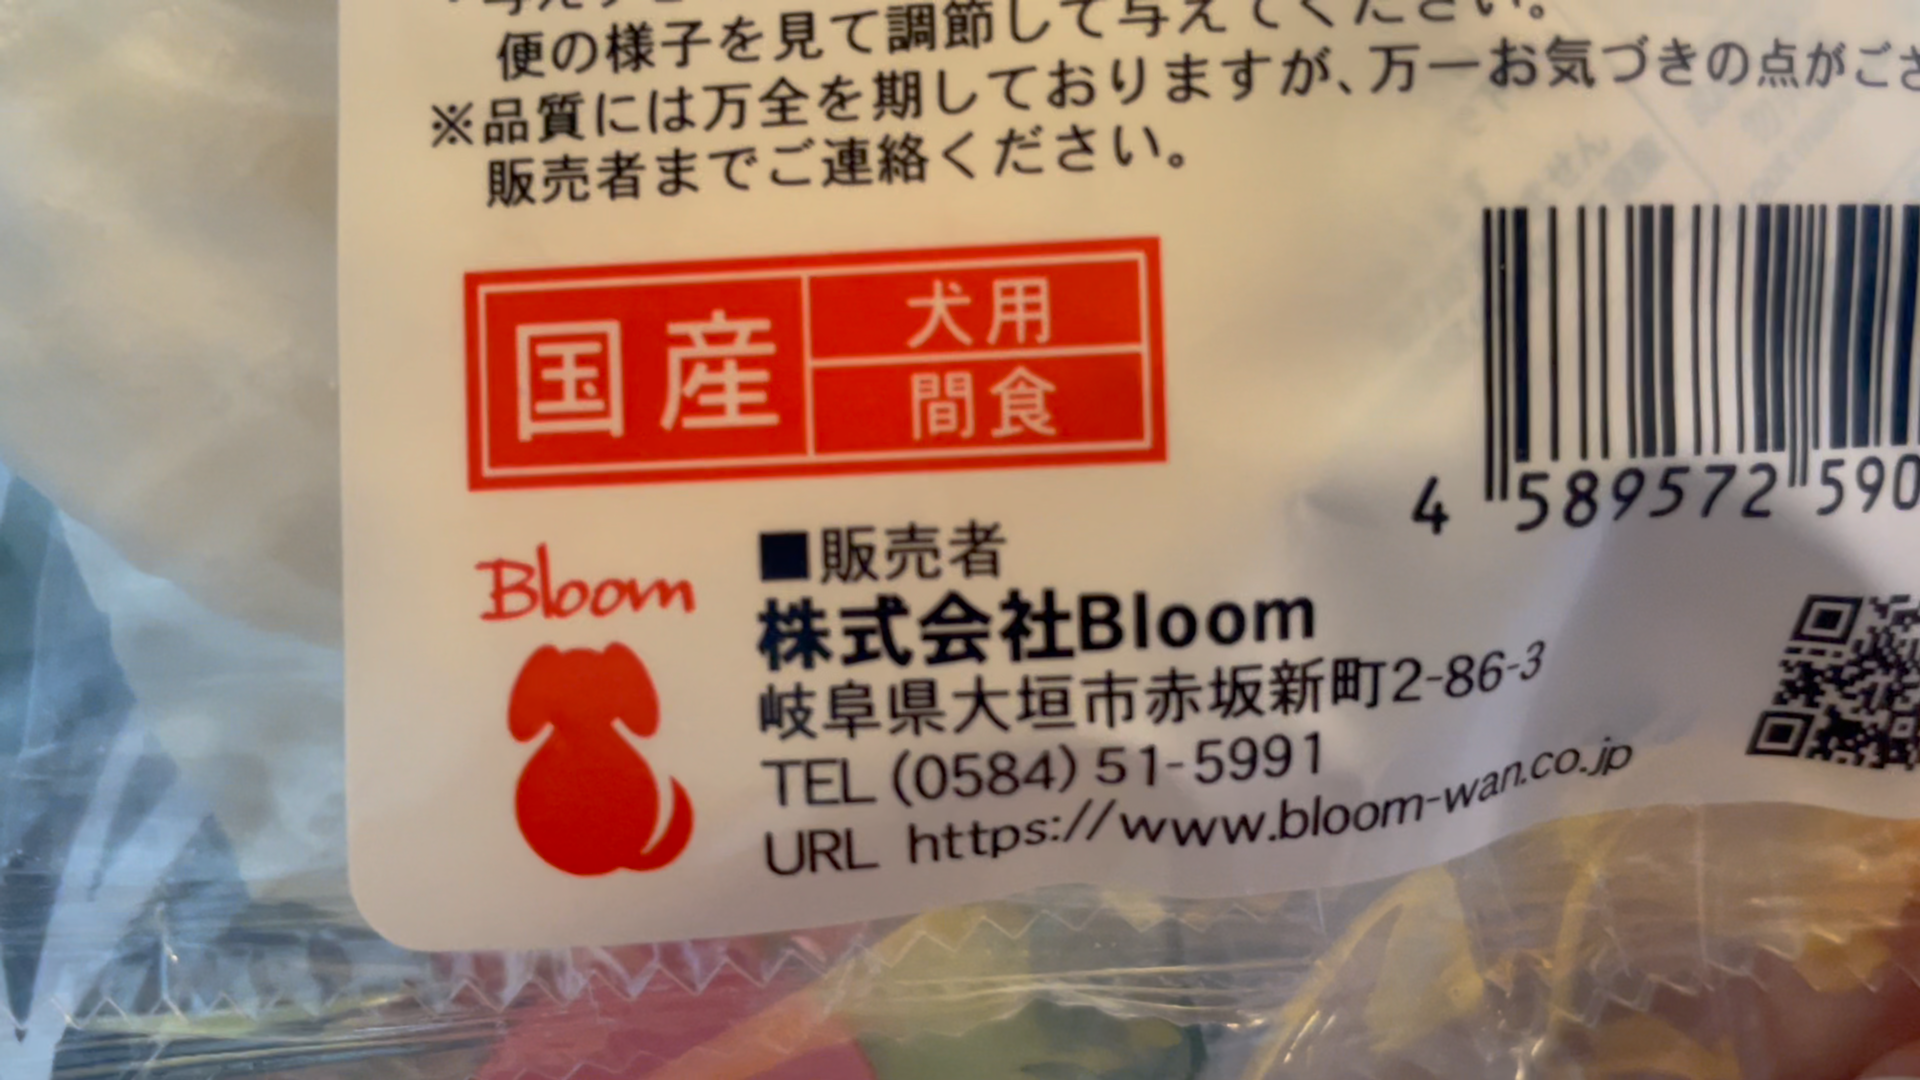 便の様子を見て調節して与えてください。
※品質には万全を期しておりますが、万一お気づきの点がござ
販売者までご連絡ください。
国産
犬用
間食
4 589572 590
Bloom
■販売者
株式会社Bloom
岐阜県大垣市赤坂新町2-86-3
TEL (0584) 51-5991
URL https://www.bloom-wan.co.jp